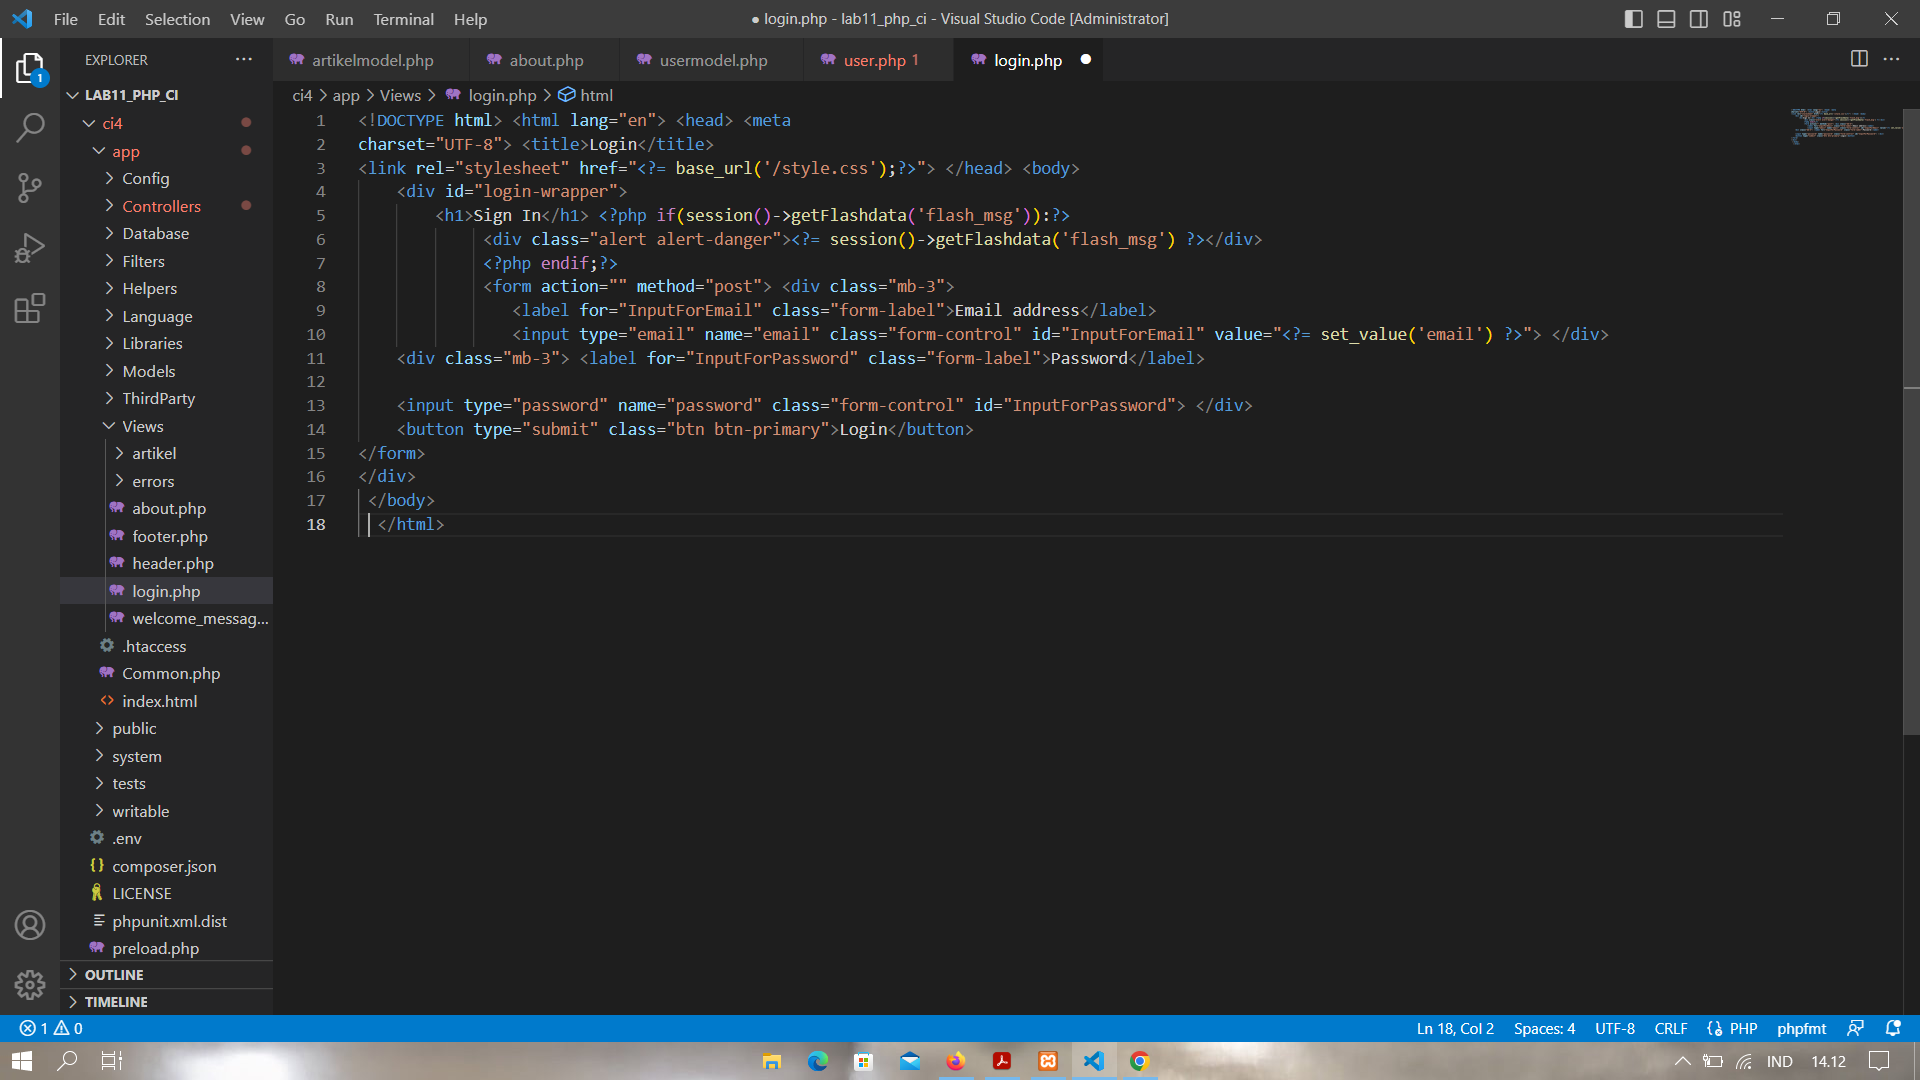 File Edit Selection View Go Run Terminal Help
● login.php - lab11_php_ci - Visual Studio Code [Administrator]
EXPLORER
artikelmodel.php
about.php
usermodel.php
user.php 1
login.php
1
LAB11_PHP_CI
ci4
app
Config
Controllers
Database
Filters
Helpers
Language
Libraries
Models
ThirdParty
Views
artikel
errors
about.php
footer.php
header.php
login.php
welcome_messag...
.htaccess
Common.php
index.html
public
system
tests
writable
.env
composer.json
LICENSE
phpunit.xml.dist
preload.php
OUTLINE
TIMELINE
ci4 > app > Views > login.php > html
1 <!DOCTYPE html> <html lang="en"> <head> <meta
2 charset="UTF-8"> <title>Login</title>
3 <link rel="stylesheet" href="<?= base_url('/style.css');?>"> </head> <body>
4 <div id="login-wrapper">
5 <h1>Sign In</h1> <?php if(session()->getFlashdata('flash_msg')):?>
6 <div class="alert alert-danger"><?= session()->getFlashdata('flash_msg') ?></div>
7 <?php endif;?>
8 <form action="" method="post"> <div class="mb-3">
9 <label for="InputForEmail" class="form-label">Email address</label>
10 <input type="email" name="email" class="form-control" id="InputForEmail" value="<?= set_value('email') ?>"> </div>
11 <div class="mb-3"> <label for="InputForPassword" class="form-label">Password</label>
12
13 <input type="password" name="password" class="form-control" id="InputForPassword"> </div>
14 <button type="submit" class="btn btn-primary">Login</button>
15 </form>
16 </div>
17 </body>
18 </html>
1 0
Ln 18, Col 2 Spaces: 4 UTF-8 CRLF PHP phpfmt
IND 14.12